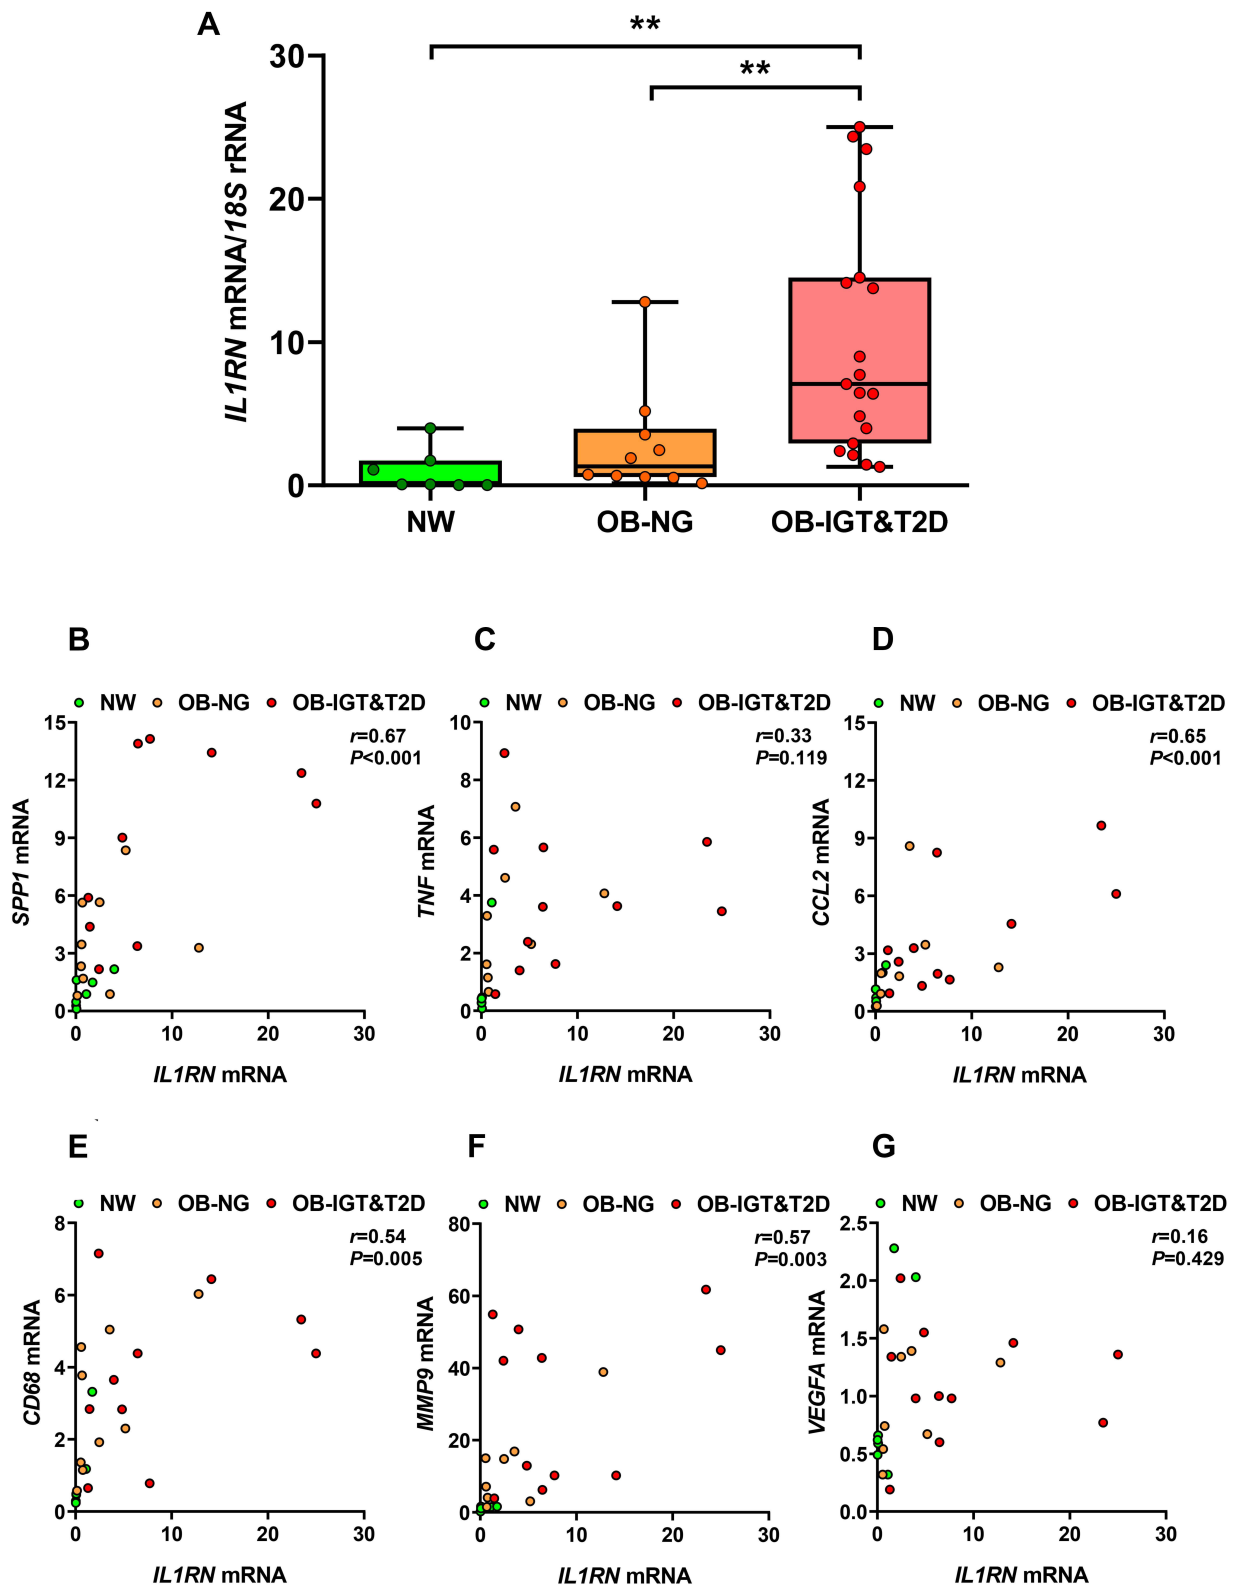 A
**
**
30
20
10
0
IL1RN mRNA/18S rRNA
NW
OB-NG
OB-IGT&T2D
B
NW
OB-NG
OB-IGT&T2D
r=0.67
P<0.001
15
12
9
6
3
0
SPP1 mRNA
0
10
20
30
IL1RN mRNA
C
NW
OB-NG
OB-IGT&T2D
r=0.33
P=0.119
10
8
6
4
2
0
TNF mRNA
0
10
20
30
IL1RN mRNA
D
NW
OB-NG
OB-IGT&T2D
r=0.65
P<0.001
15
12
9
6
3
0
CCL2 mRNA
0
10
20
30
IL1RN mRNA
E
NW
OB-NG
OB-IGT&T2D
r=0.54
P=0.005
8
6
4
2
0
CD68 mRNA
0
10
20
30
IL1RN mRNA
F
NW
OB-NG
OB-IGT&T2D
r=0.57
P=0.003
80
60
40
20
0
MMP9 mRNA
0
10
20
30
IL1RN mRNA
G
NW
OB-NG
OB-IGT&T2D
r=0.16
P=0.429
2.5
2.0
1.5
1.0
0.5
0.0
VEGFA mRNA
0
10
20
30
IL1RN mRNA